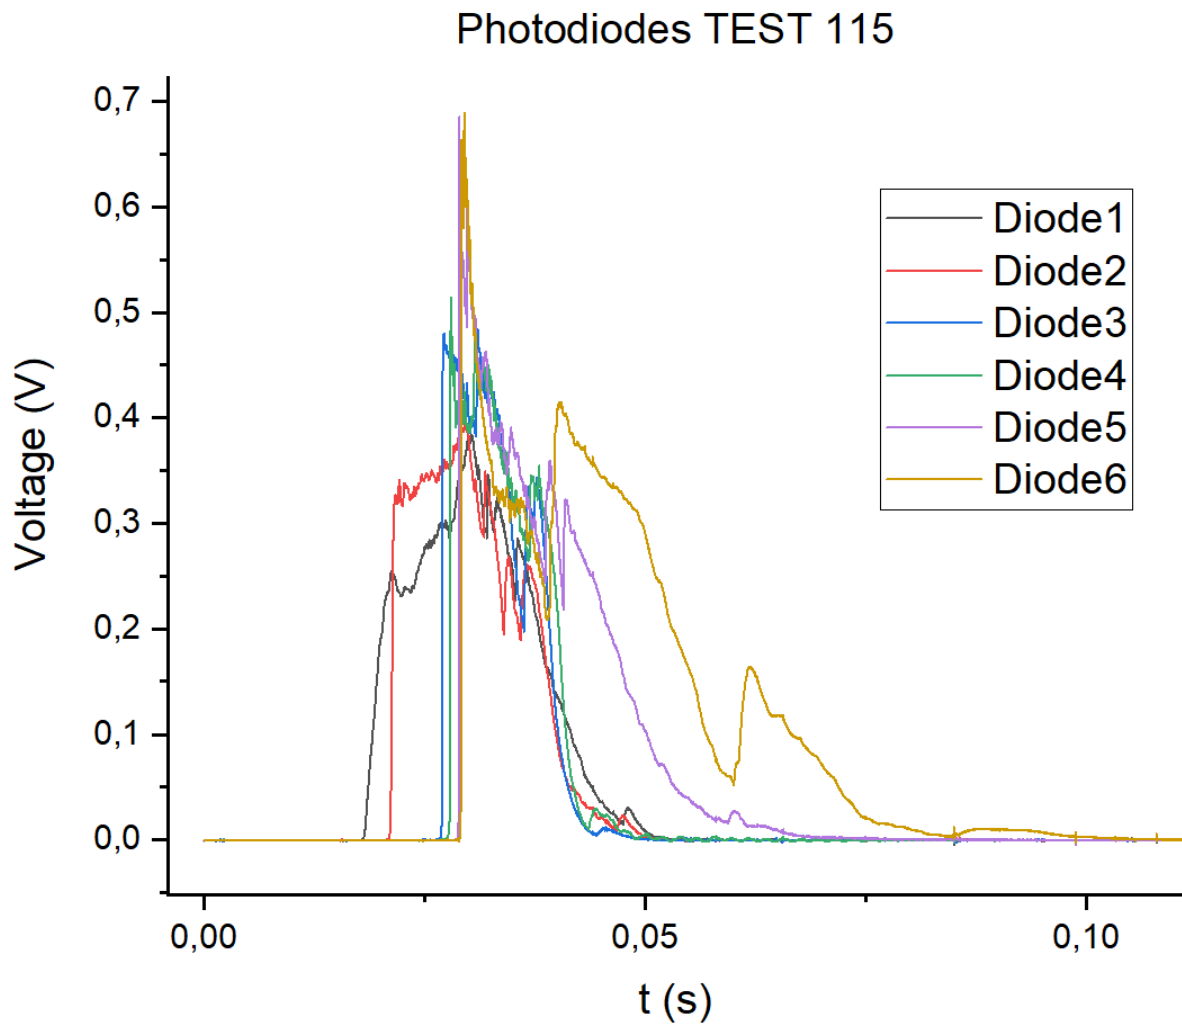 Photodiodes TEST 115
0,7
0,6
0,5
0,4
0,3
0,2
0,1
0,0
Voltage (V)
Diode1
Diode2
Diode3
Diode4
Diode5
Diode6
0,00
0,05
0,10
t (s)